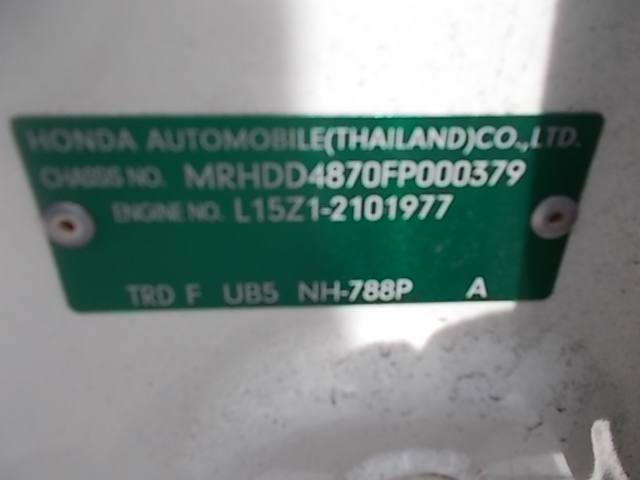 HONDA AUTOMOBILE(THAILAND)CO.,LTD.
CHASSIS NO. MRHDD4870FP000379
ENGINE NO. L15Z1-2101977
TRD F UB5 NH-788P A